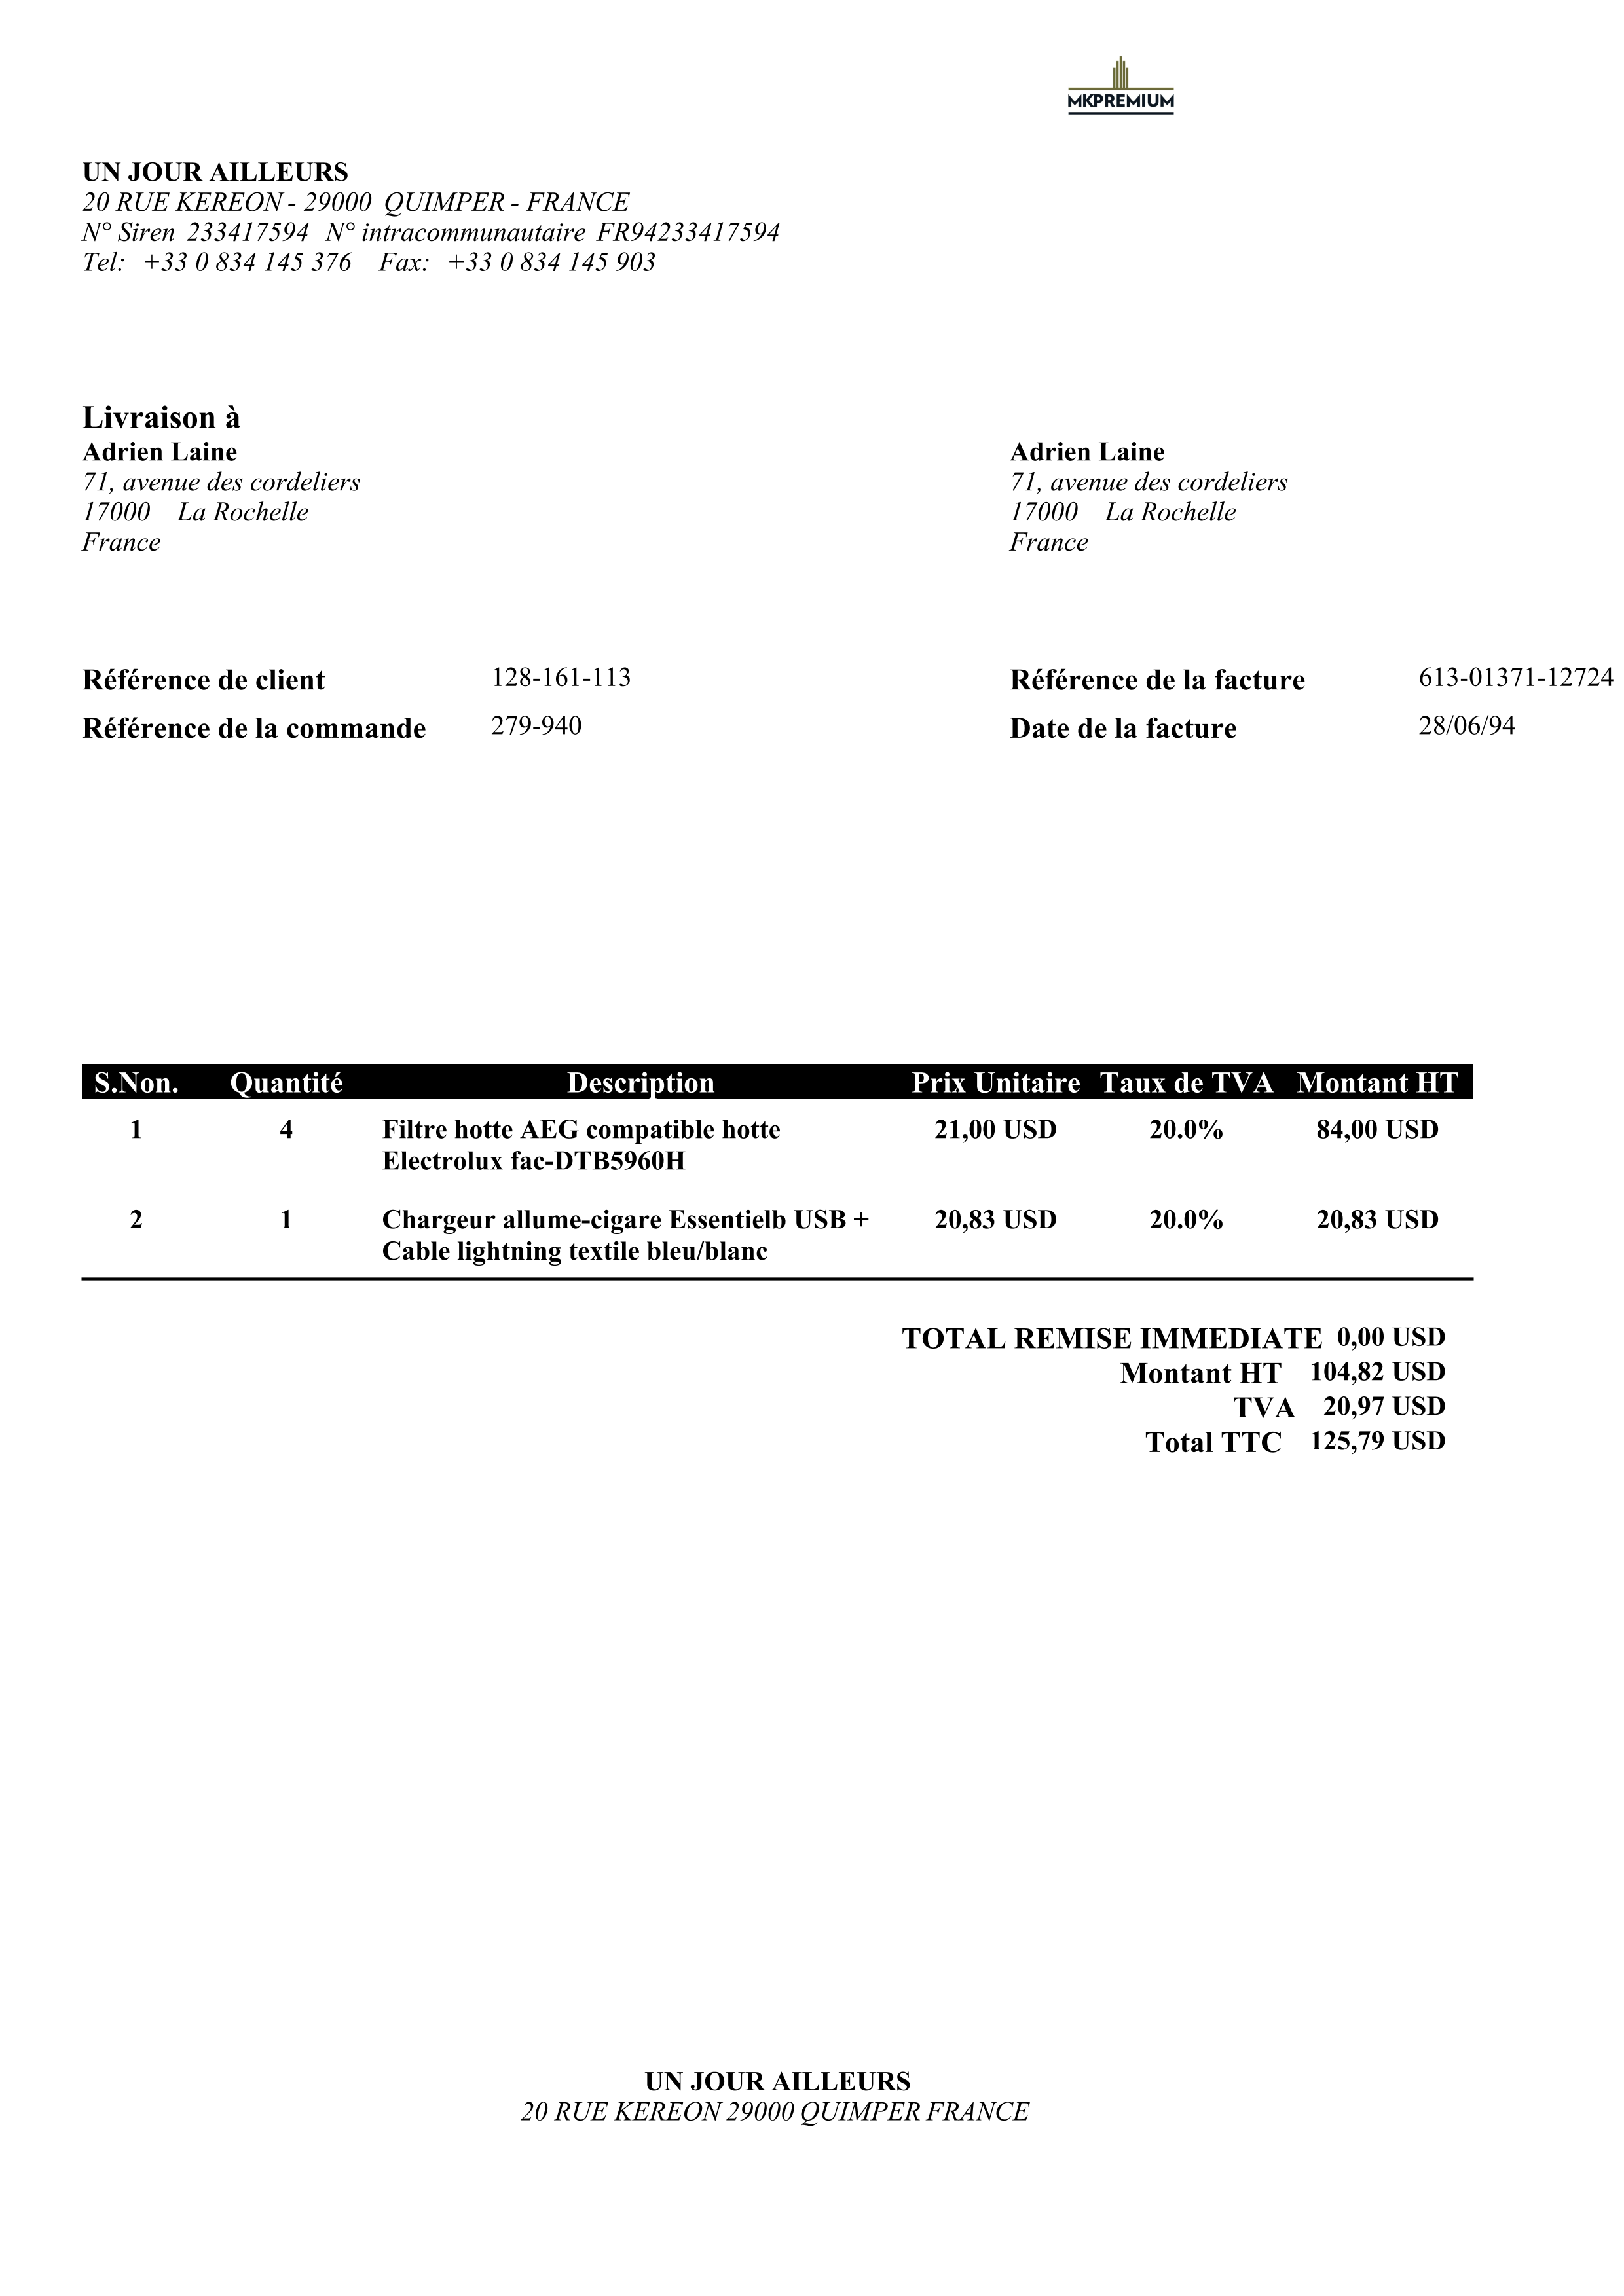 MKPREMIUM
UN JOUR AILLEURS
20 RUE KEREON - 29000 QUIMPER - FRANCE
N° Siren 233417594 N° intracommunautaire FR94233417594
Tel: +33 0 834 145 376 Fax: +33 0 834 145 903
Livraison à
Adrien Laine
71, avenue des cordeliers
17000 La Rochelle
France
Adrien Laine
71, avenue des cordeliers
17000 La Rochelle
France
Référence de client 128-161-113
Référence de la commande 279-940
Référence de la facture 613-01371-12724
Date de la facture 28/06/94
S.Non. Quantité Description Prix Unitaire Taux de TVA Montant HT
1 4 Filtre hotte AEG compatible hotte 21,00 USD 20.0% 84,00 USD
Electrolux fac-DTB5960H
2 1 Chargeur allume-cigare Essentielb USB + 20,83 USD 20.0% 20,83 USD
Cable lightning textile bleu/blanc
TOTAL REMISE IMMEDIATE 0,00 USD
Montant HT 104,82 USD
TVA 20,97 USD
Total TTC 125,79 USD
UN JOUR AILLEURS
20 RUE KEREON 29000 QUIMPER FRANCE